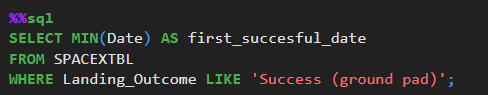 %%sql
SELECT MIN(Date) AS first_succesful_date
FROM SPACEXTBL
WHERE Landing_Outcome LIKE 'Success (ground pad)';